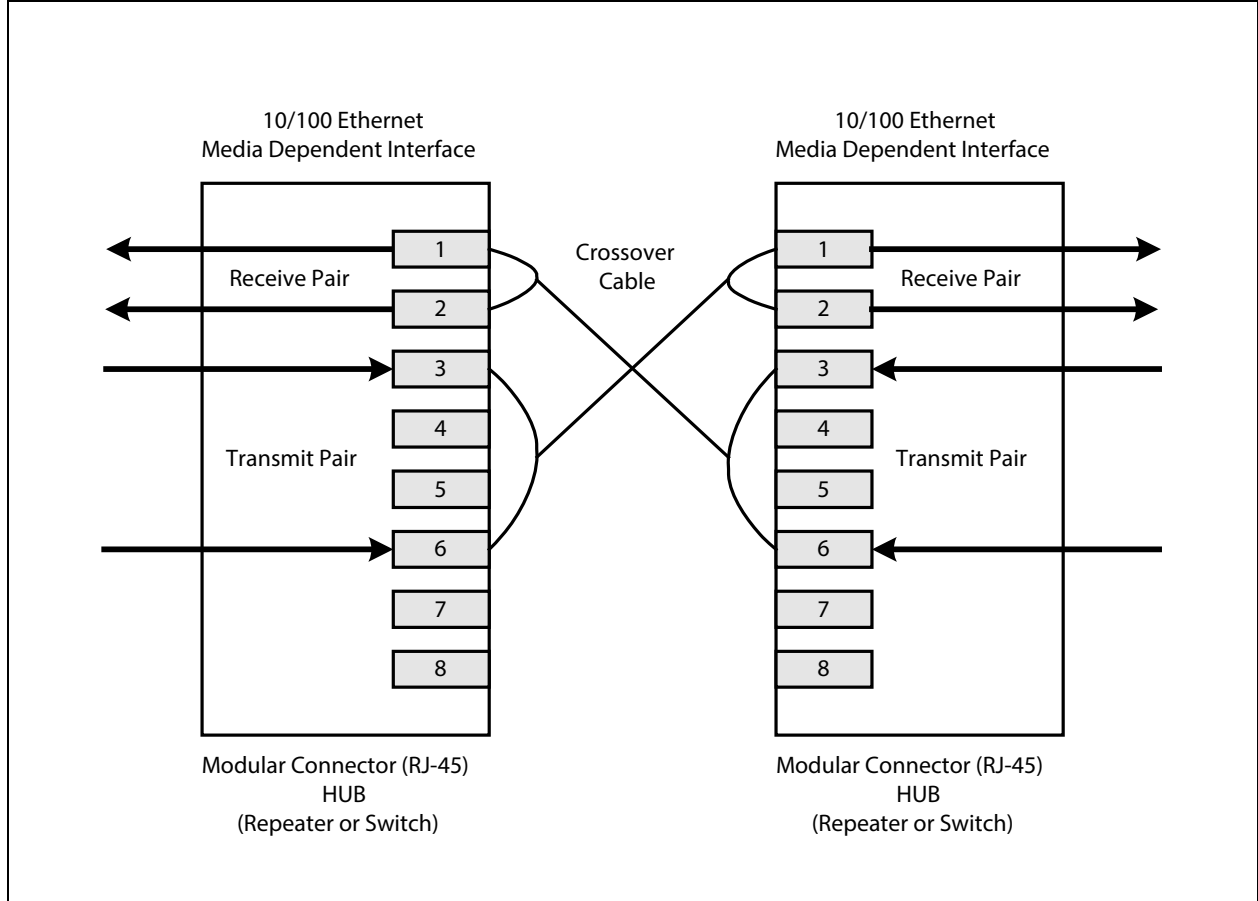 10/100 Ethernet
Media Dependent Interface
10/100 Ethernet
Media Dependent Interface
1
Crossover
Cable
1
Receive Pair
Receive Pair
2
2
3
3
4
4
Transmit Pair
Transmit Pair
5
5
6
6
7
7
8
8
Modular Connector (RJ-45)
HUB
(Repeater or Switch)
Modular Connector (RJ-45)
HUB
(Repeater or Switch)